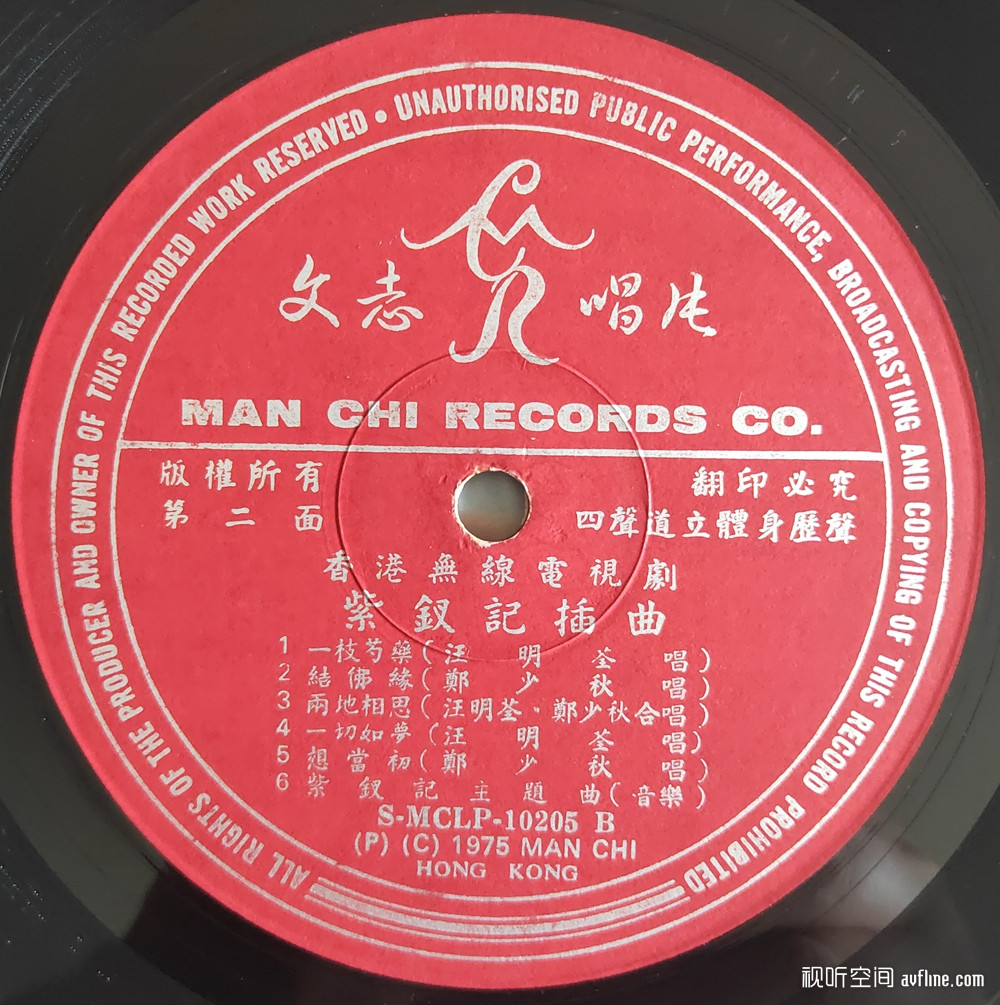 ALL RIGHTS OF THE PRODUCER AND OWNER OF THIS RECORDED WORK RESERVED • UNAUTHORISED PUBLIC PERFORMANCE, BROADCASTING AND COPYING OF THIS RECORD PROHIBITED
文志 唱片
MAN CHI RECORDS CO.
版權所有 翻印必究
第二面 四聲道立體身歷聲
香港無線電視劇
紫釵記插曲
1 一枝芍藥(汪明荃唱)
2 結佛緣(鄭少秋唱)
3 兩地相思(汪明荃·鄭少秋合唱)
4 一切如夢(汪明荃唱)
5 想當初(鄭少秋唱)
6 紫釵記主題曲(音樂)
S-MCLP-10205 B
(P) (C) 1975 MAN CHI
HONG KONG
视听空间 avfline.com